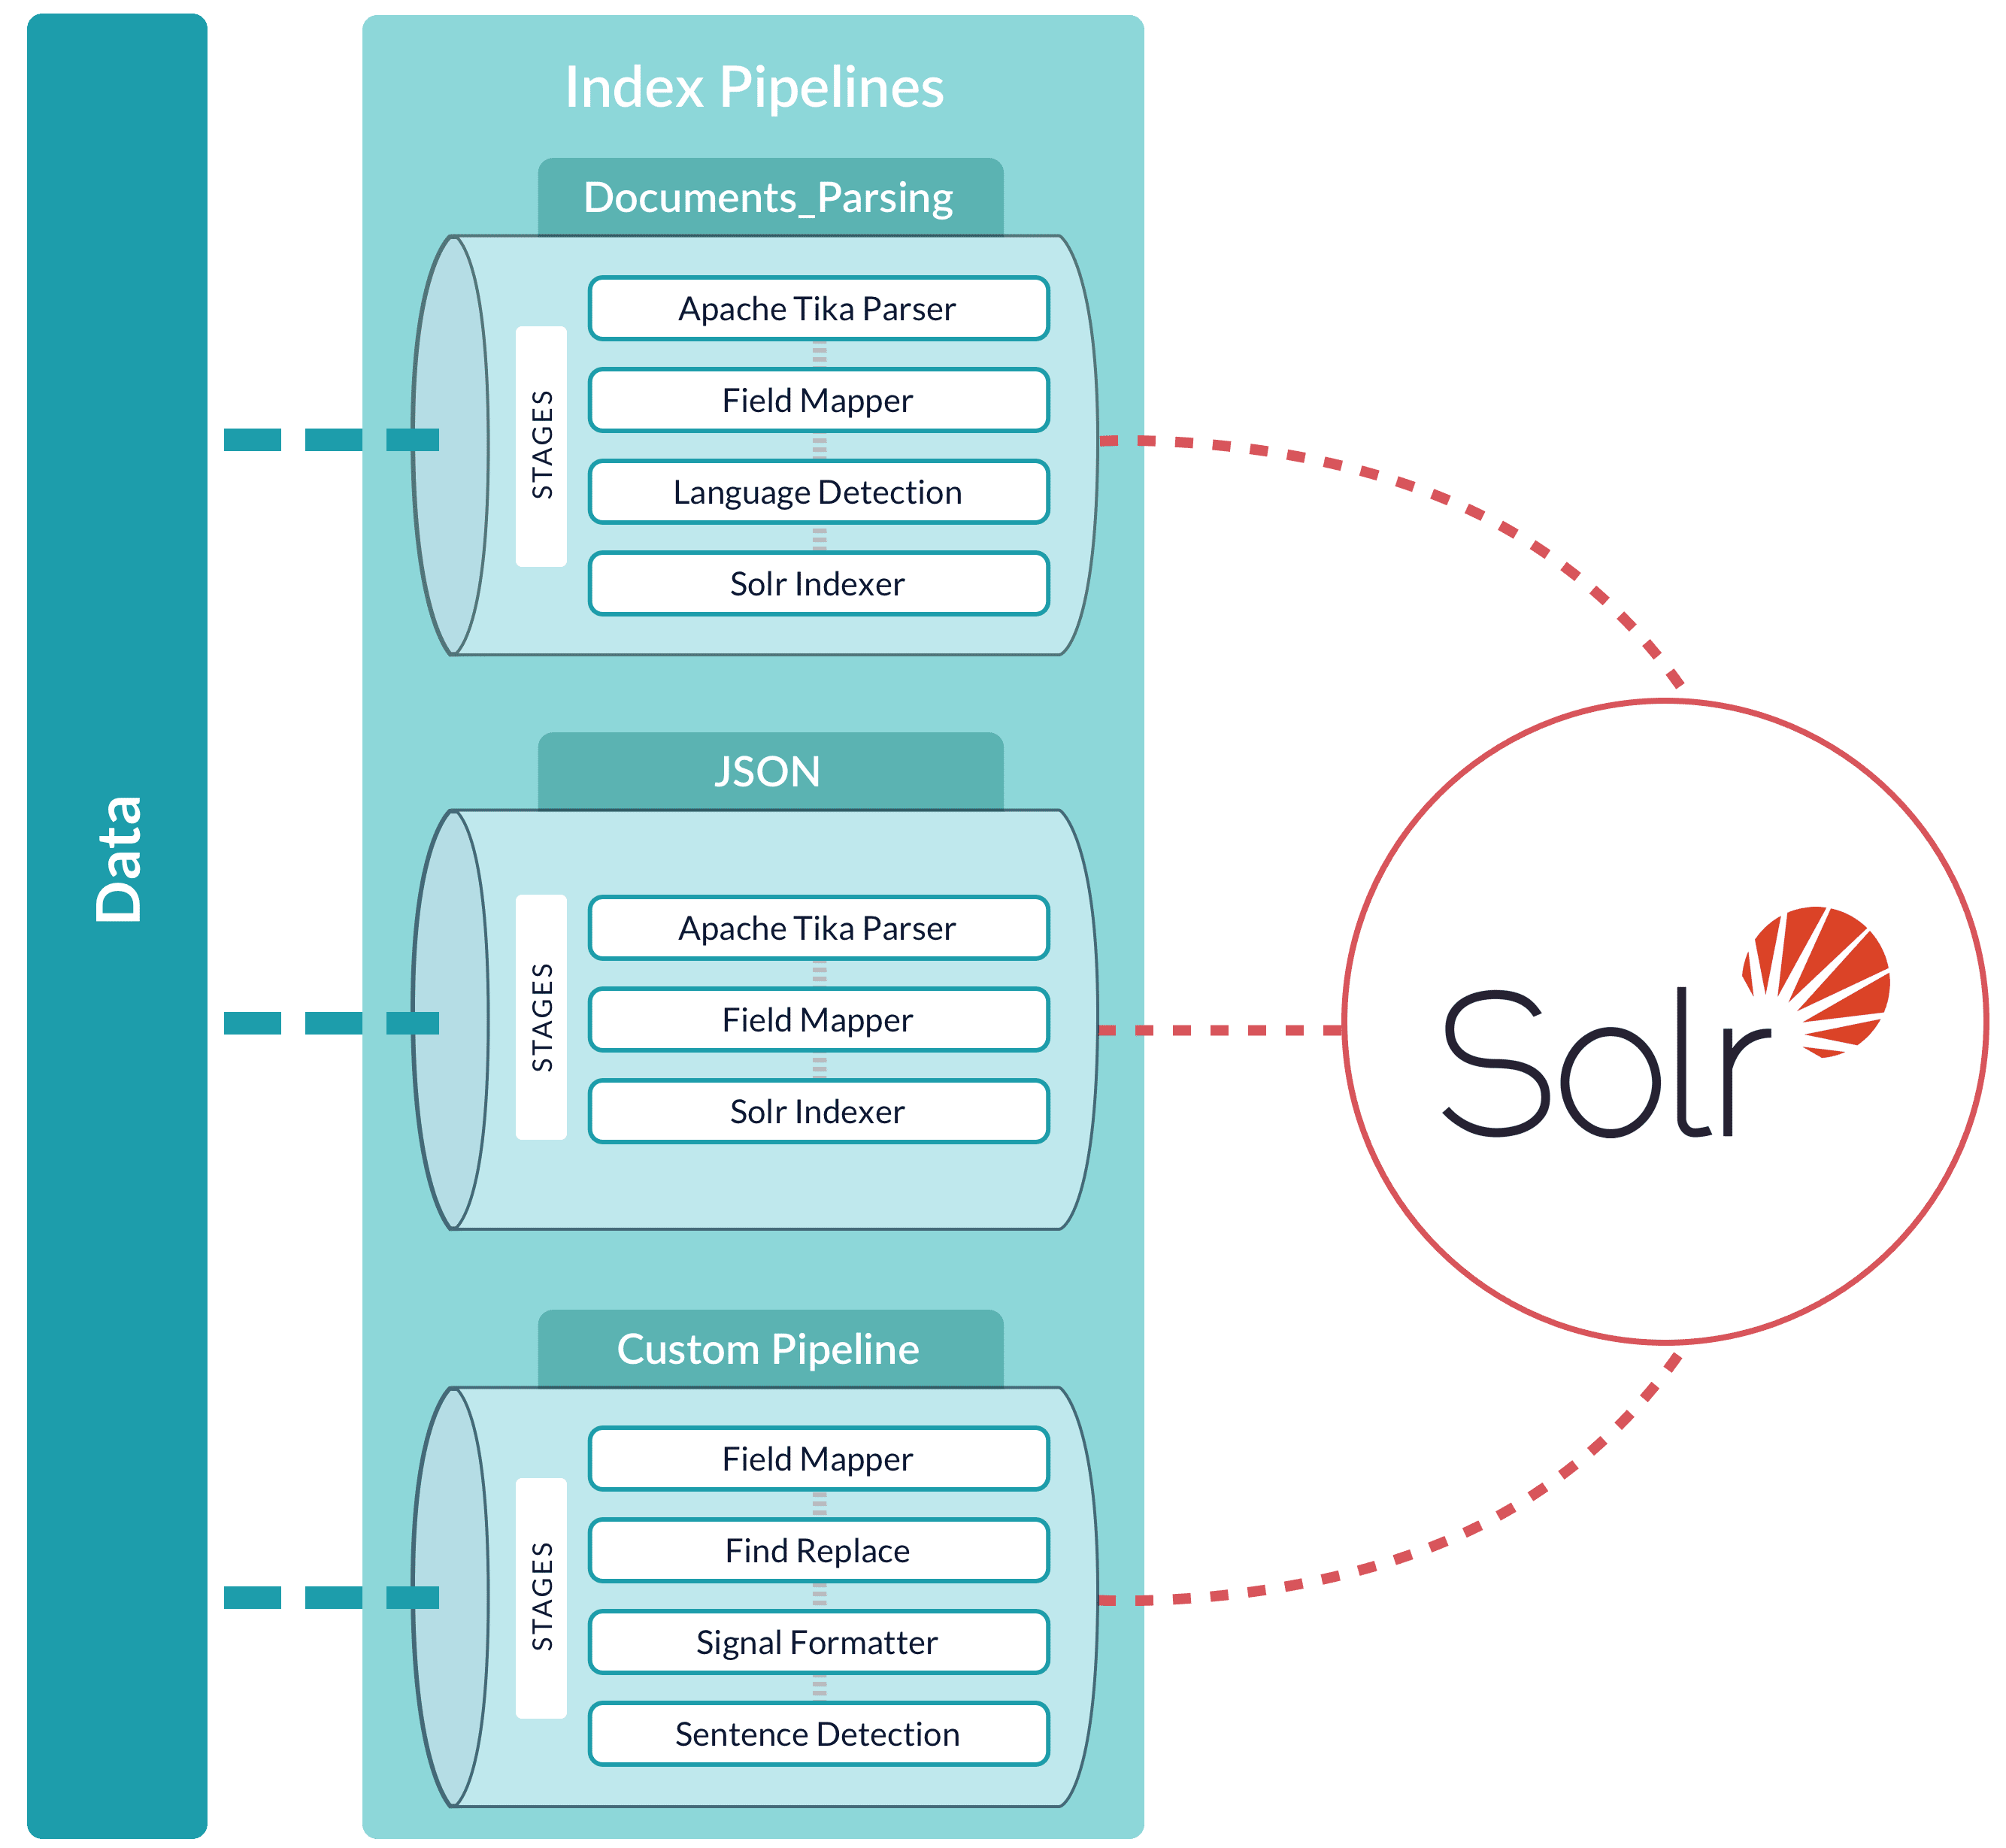 Data
Index Pipelines
Documents_Parsing
STAGES
Apache Tika Parser
Field Mapper
Language Detection
Solr Indexer
JSON
STAGES
Apache Tika Parser
Field Mapper
Solr Indexer
Custom Pipeline
STAGES
Field Mapper
Find Replace
Signal Formatter
Sentence Detection
Solr